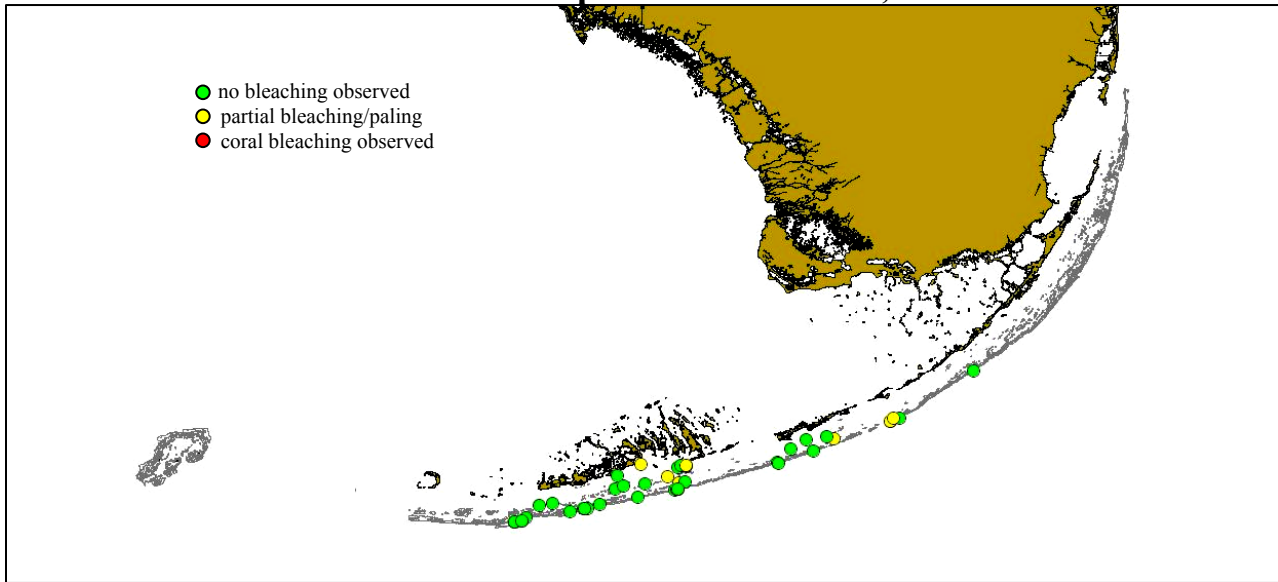 no bleaching observed
partial bleaching/paling
coral bleaching observed